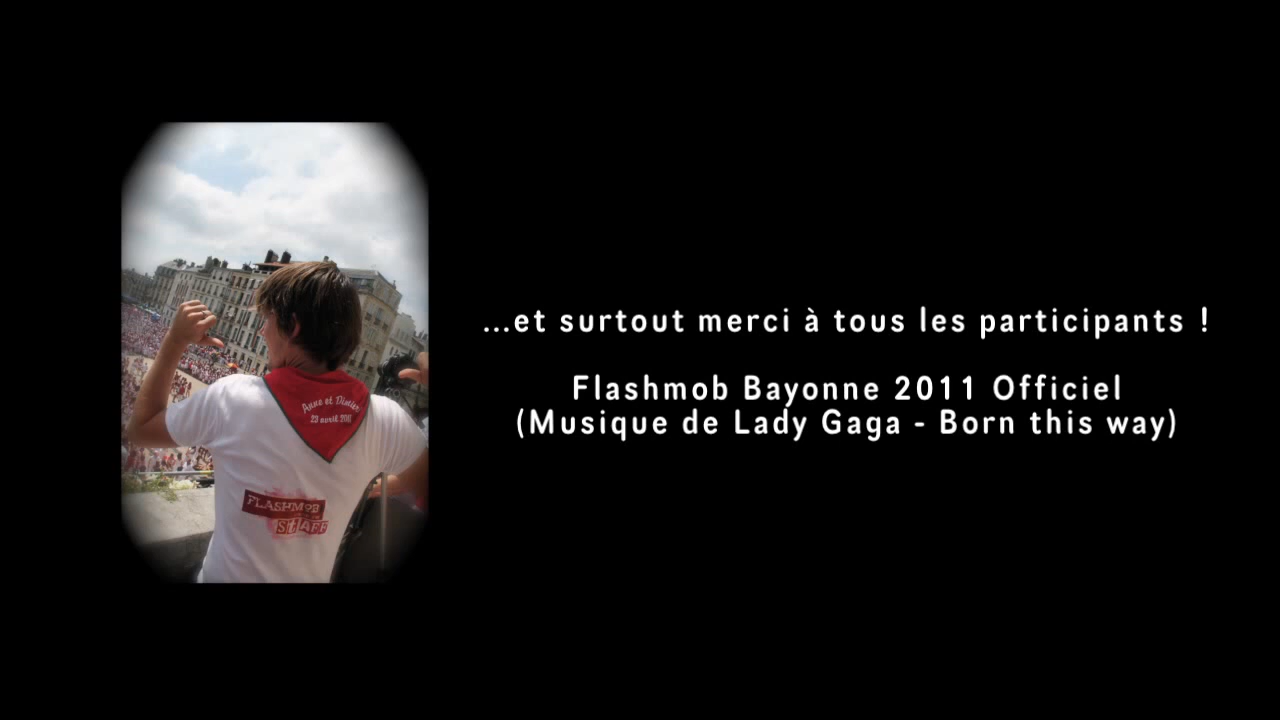 ...et surtout merci à tous les participants !
Flashmob Bayonne 2011 Officiel
(Musique de Lady Gaga - Born this way)
Anne et Didier
23 avril 2011
FLASHMOB
StAFF